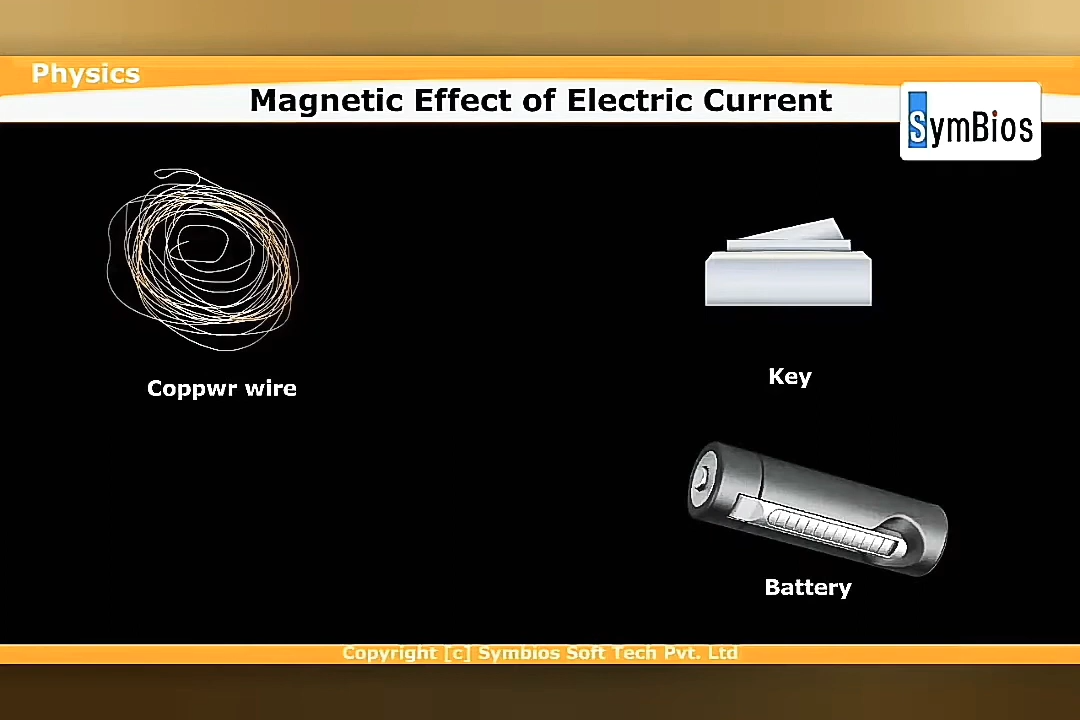 Physics
Magnetic Effect of Electric Current
SymBios
Coppwr wire
Key
Battery
Copyright [c] Symbios Soft Tech Pvt. Ltd